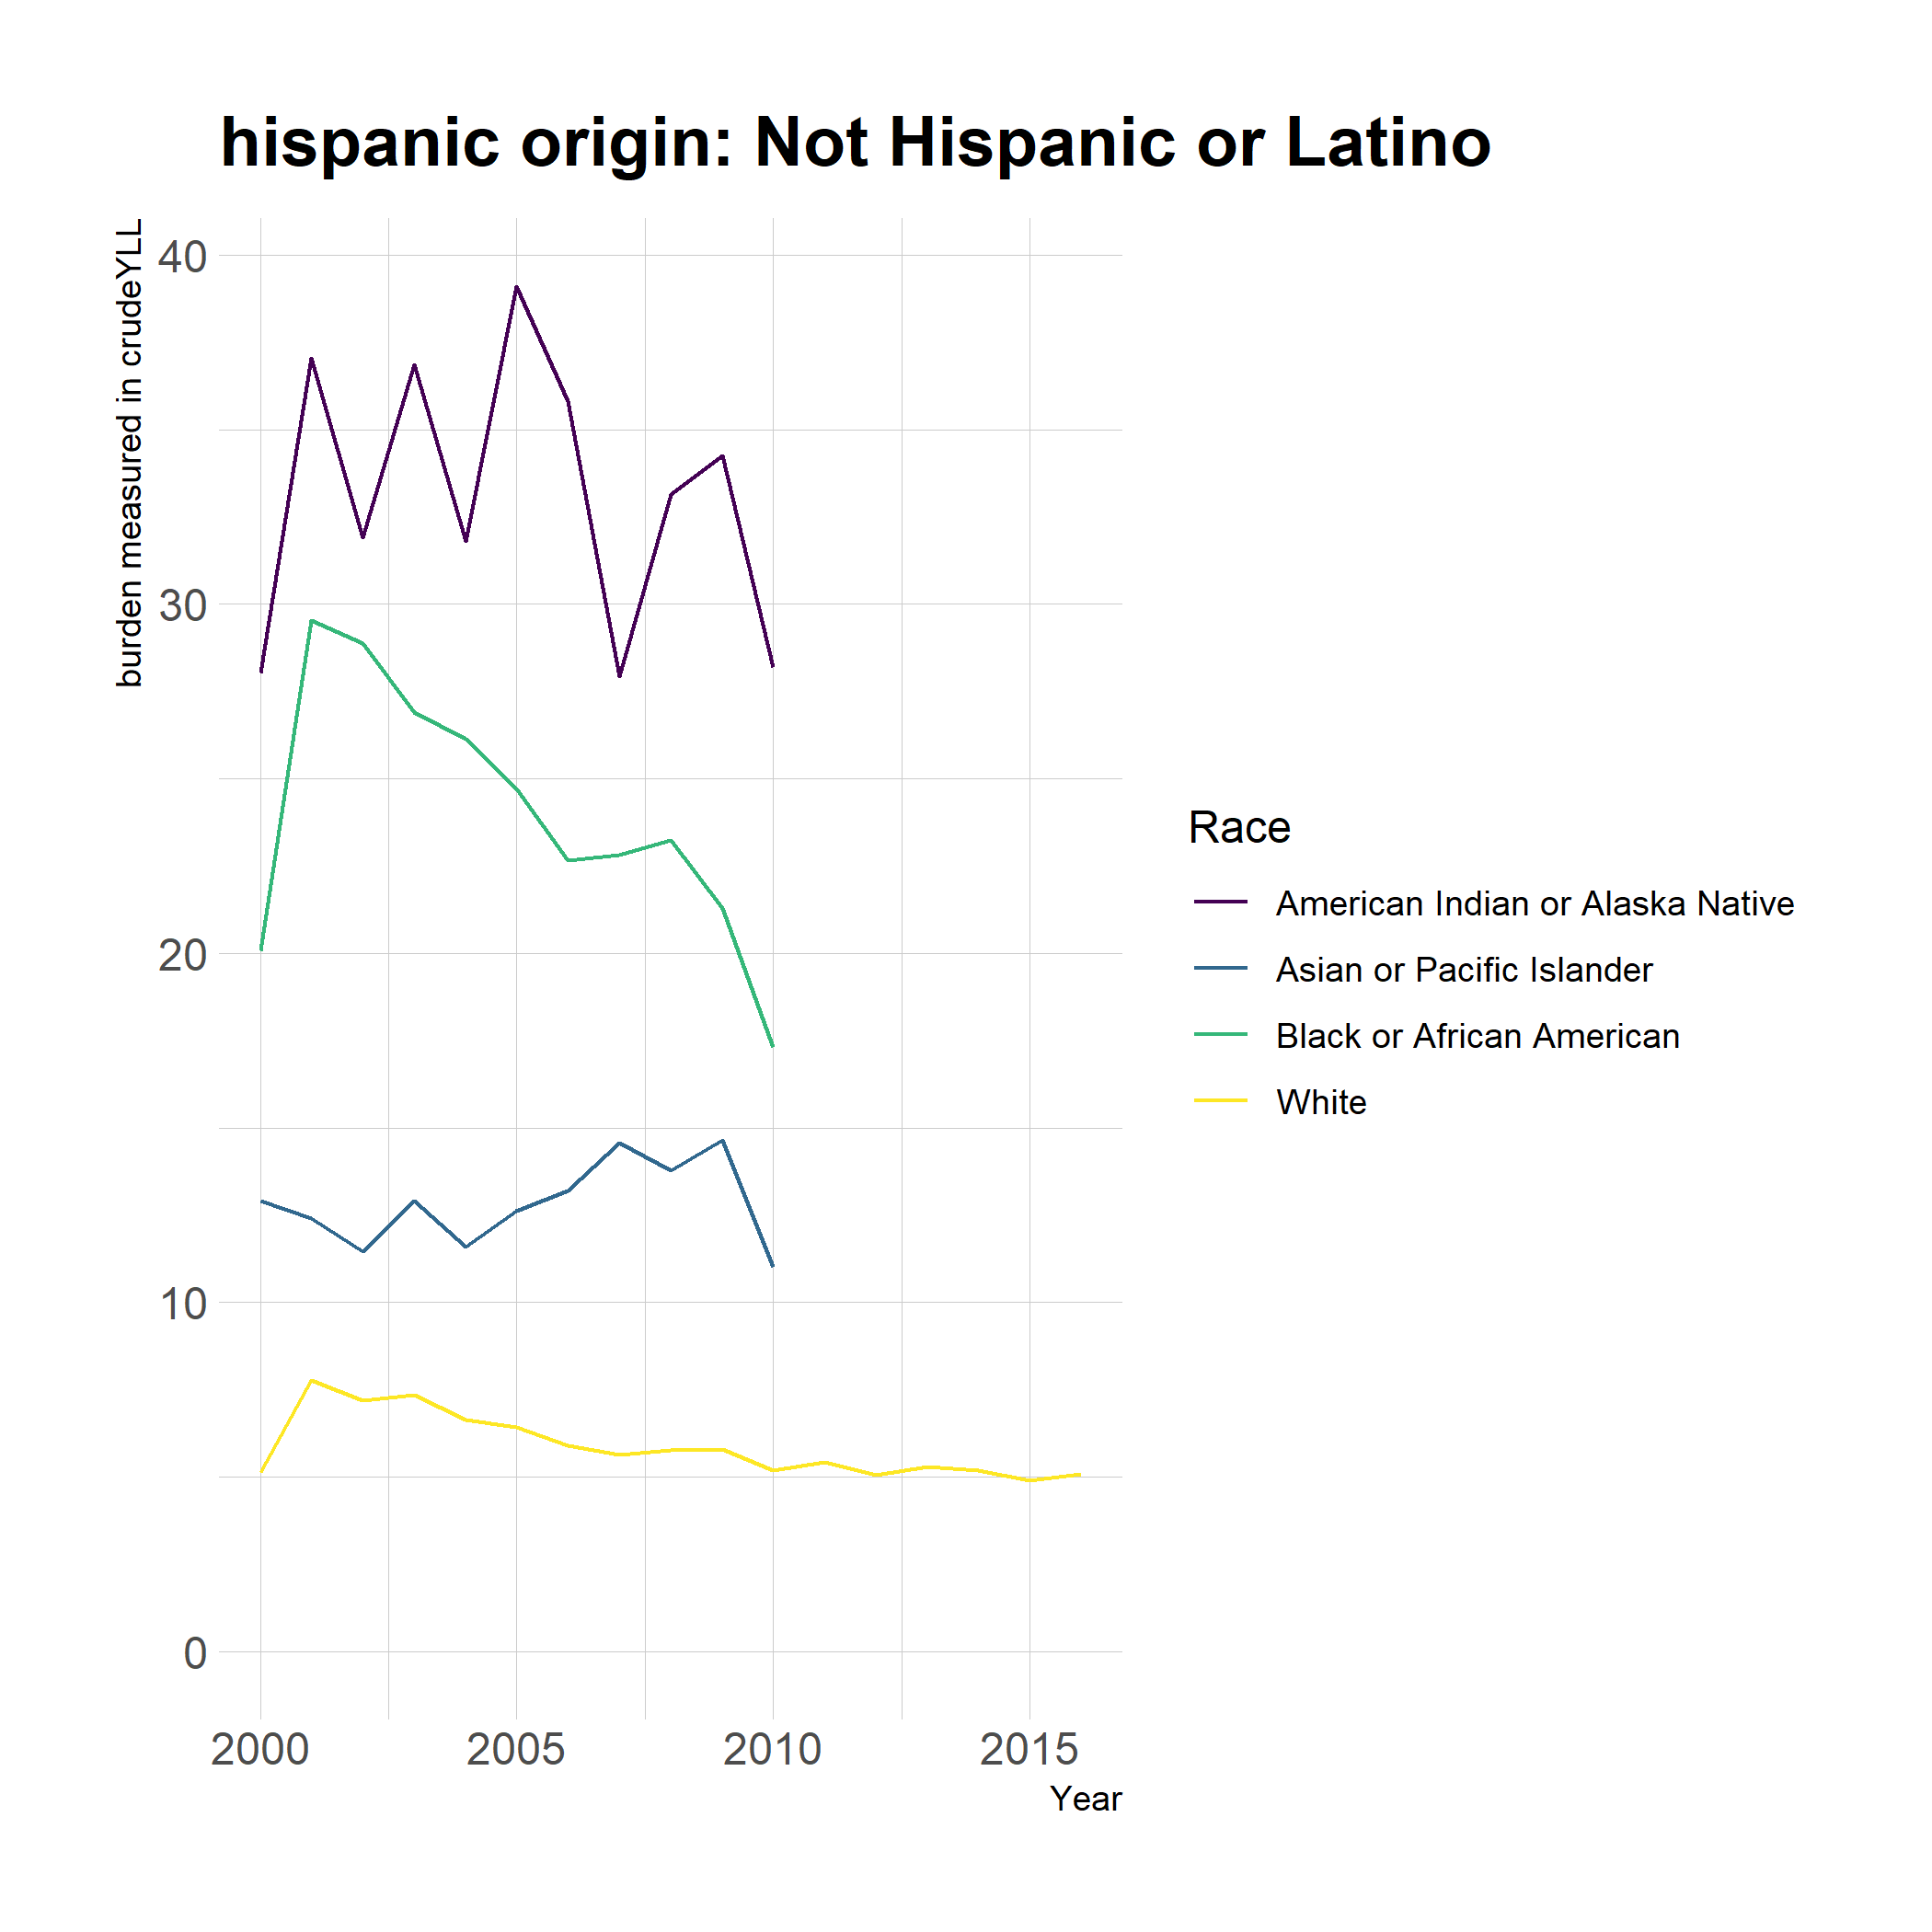 hispanic origin: Not Hispanic or Latino
burden measured in crudeYLL
40
30
20
10
0
2000 2005 2010 2015
Year
Race
American Indian or Alaska Native
Asian or Pacific Islander
Black or African American
White